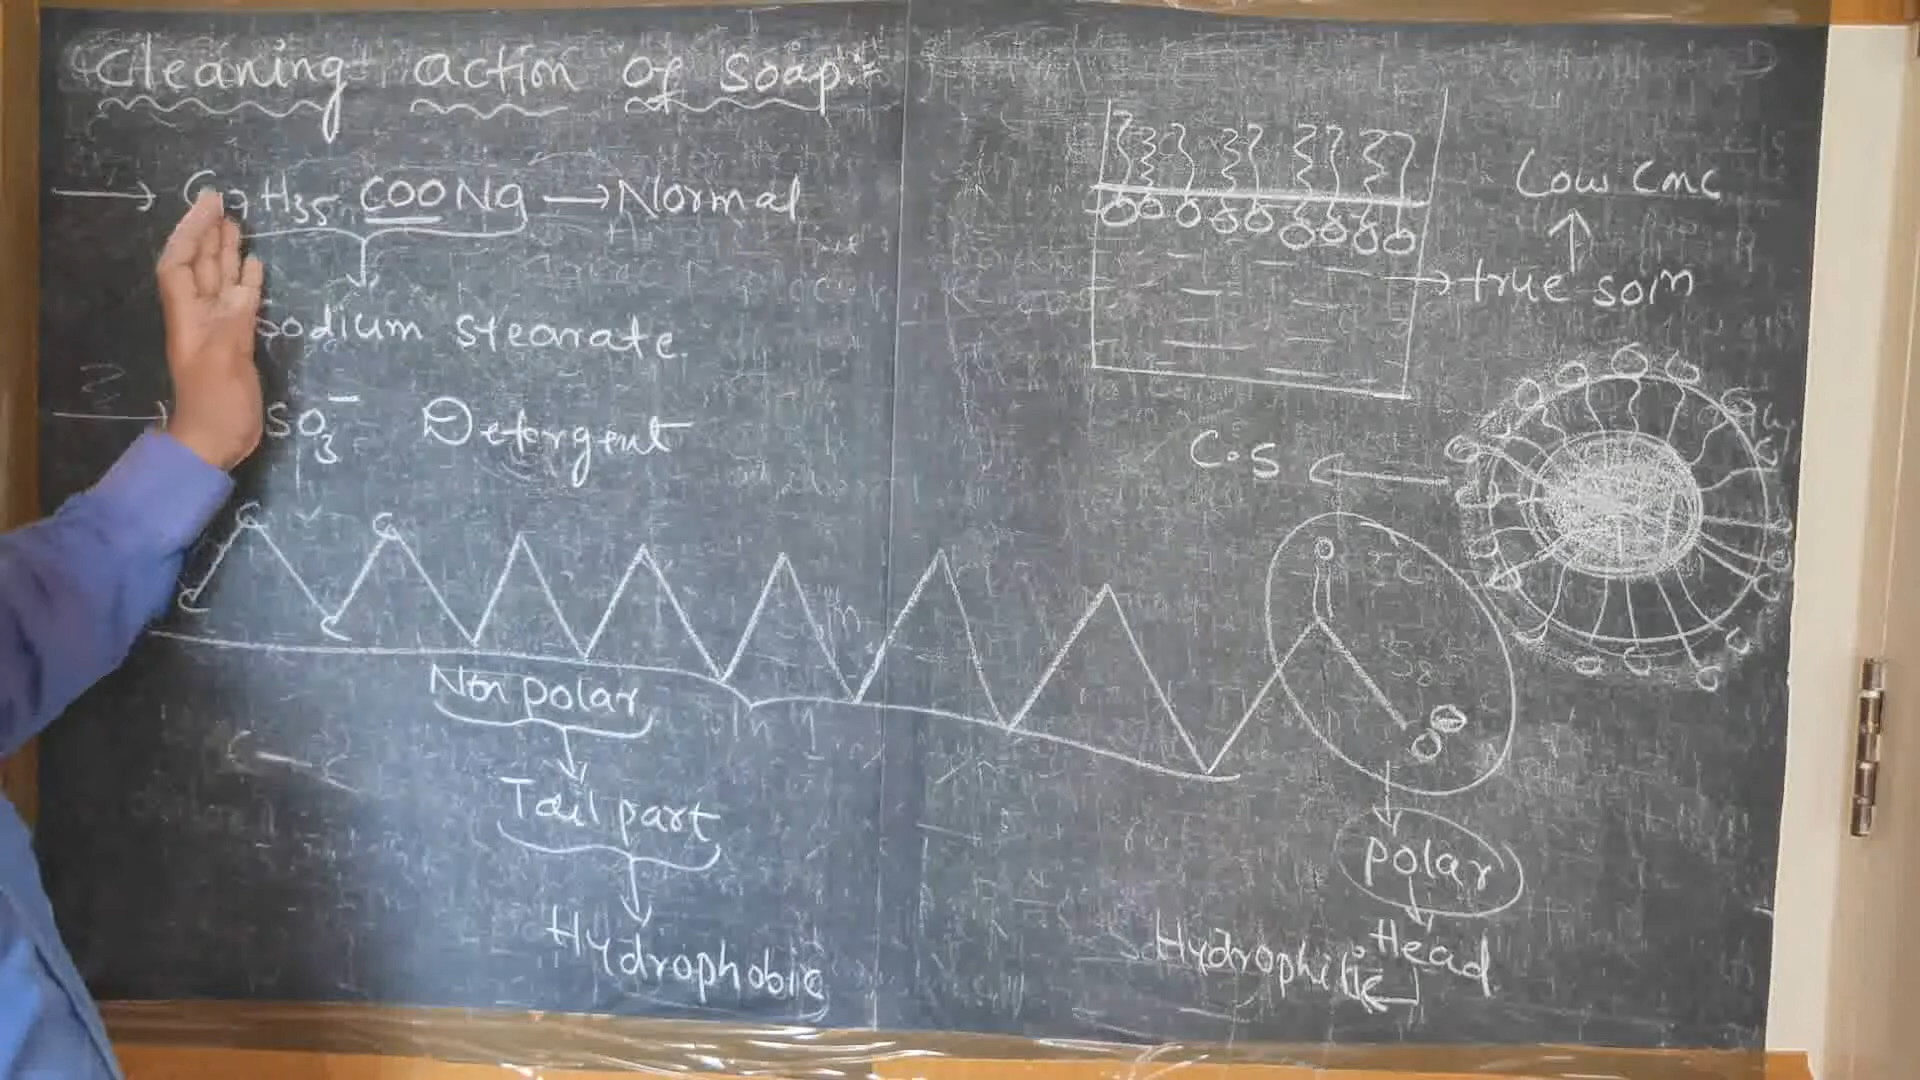 Cleaning action of soap:-
C17H35 COONa → Normal
Sodium stearate.
SO3⁻ Detergent
Non polar
Tail part
Hydrophobic
Low Cmc
true soln
C.S
O
O
⊖
polar
Head
Hydrophilic